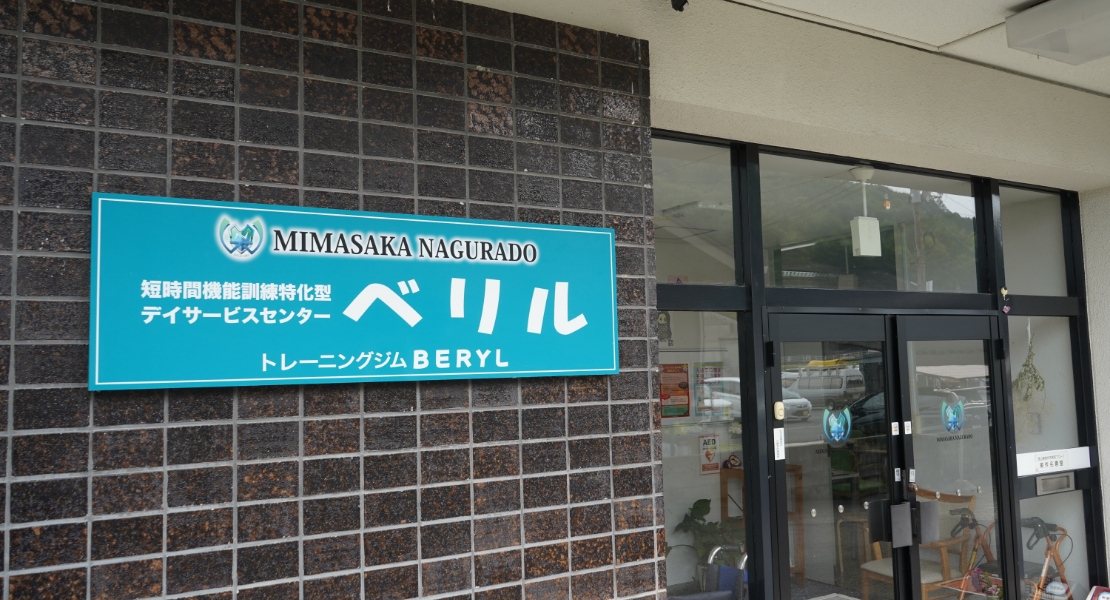 MIMASAKA NAGURADO
短時間機能訓練特化型
デイサービスセンター
ベリル
トレーニングジム BERYL
AED